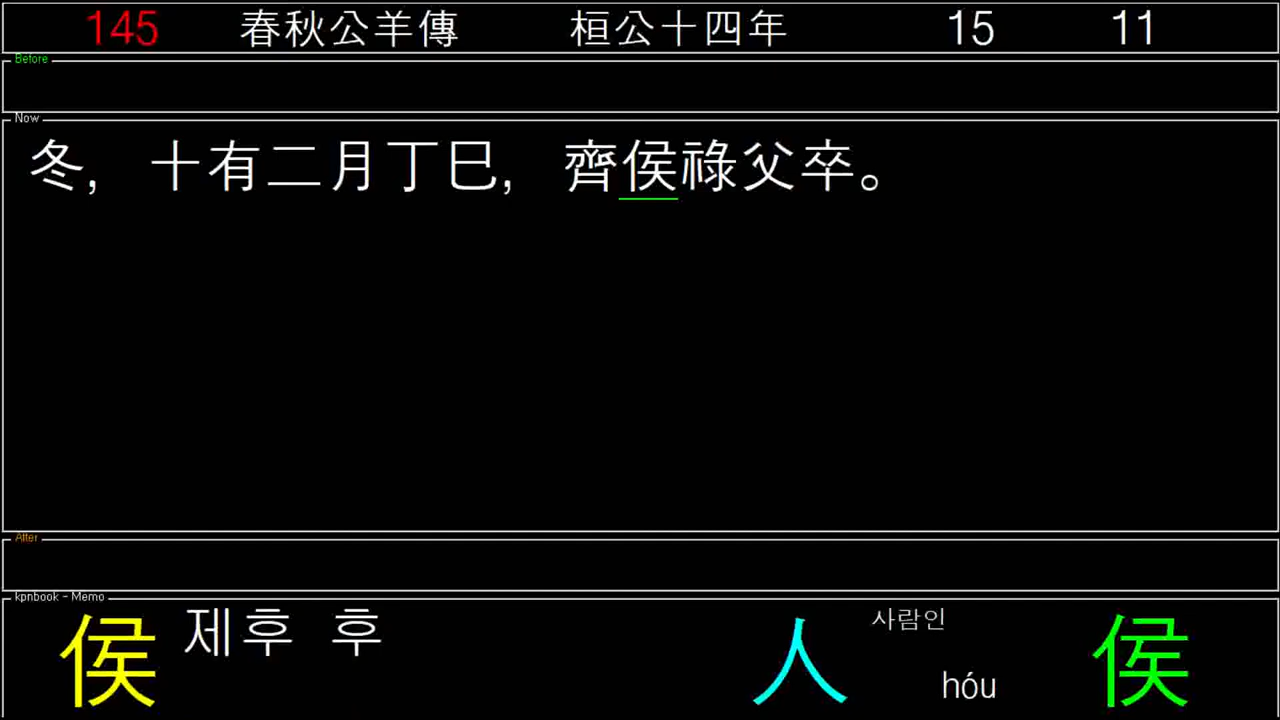 145 春秋公羊傳 桓公十四年 15 11
Before
Now
冬, 十有二月丁巳, 齊侯祿父卒。
After
kpnbook - Memo
侯 제후 후 人 사람인 hóu 侯